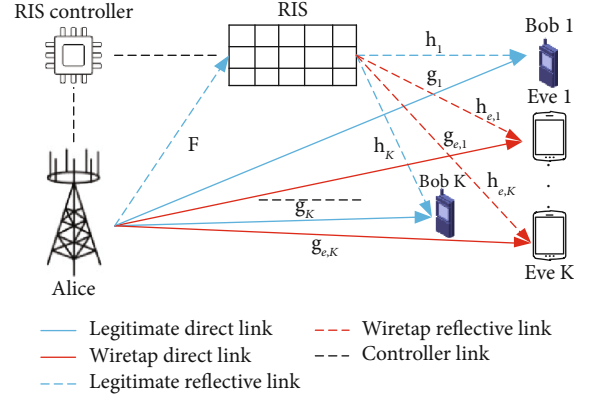 RIS controller
RIS
Bob 1
h1
g1
Eve 1
he,1
F
ge,1
hK
he,K
Bob K
gK
ge,K
Alice
Eve K
Legitimate direct link
Wiretap direct link
Legitimate reflective link
Wiretap reflective link
Controller link